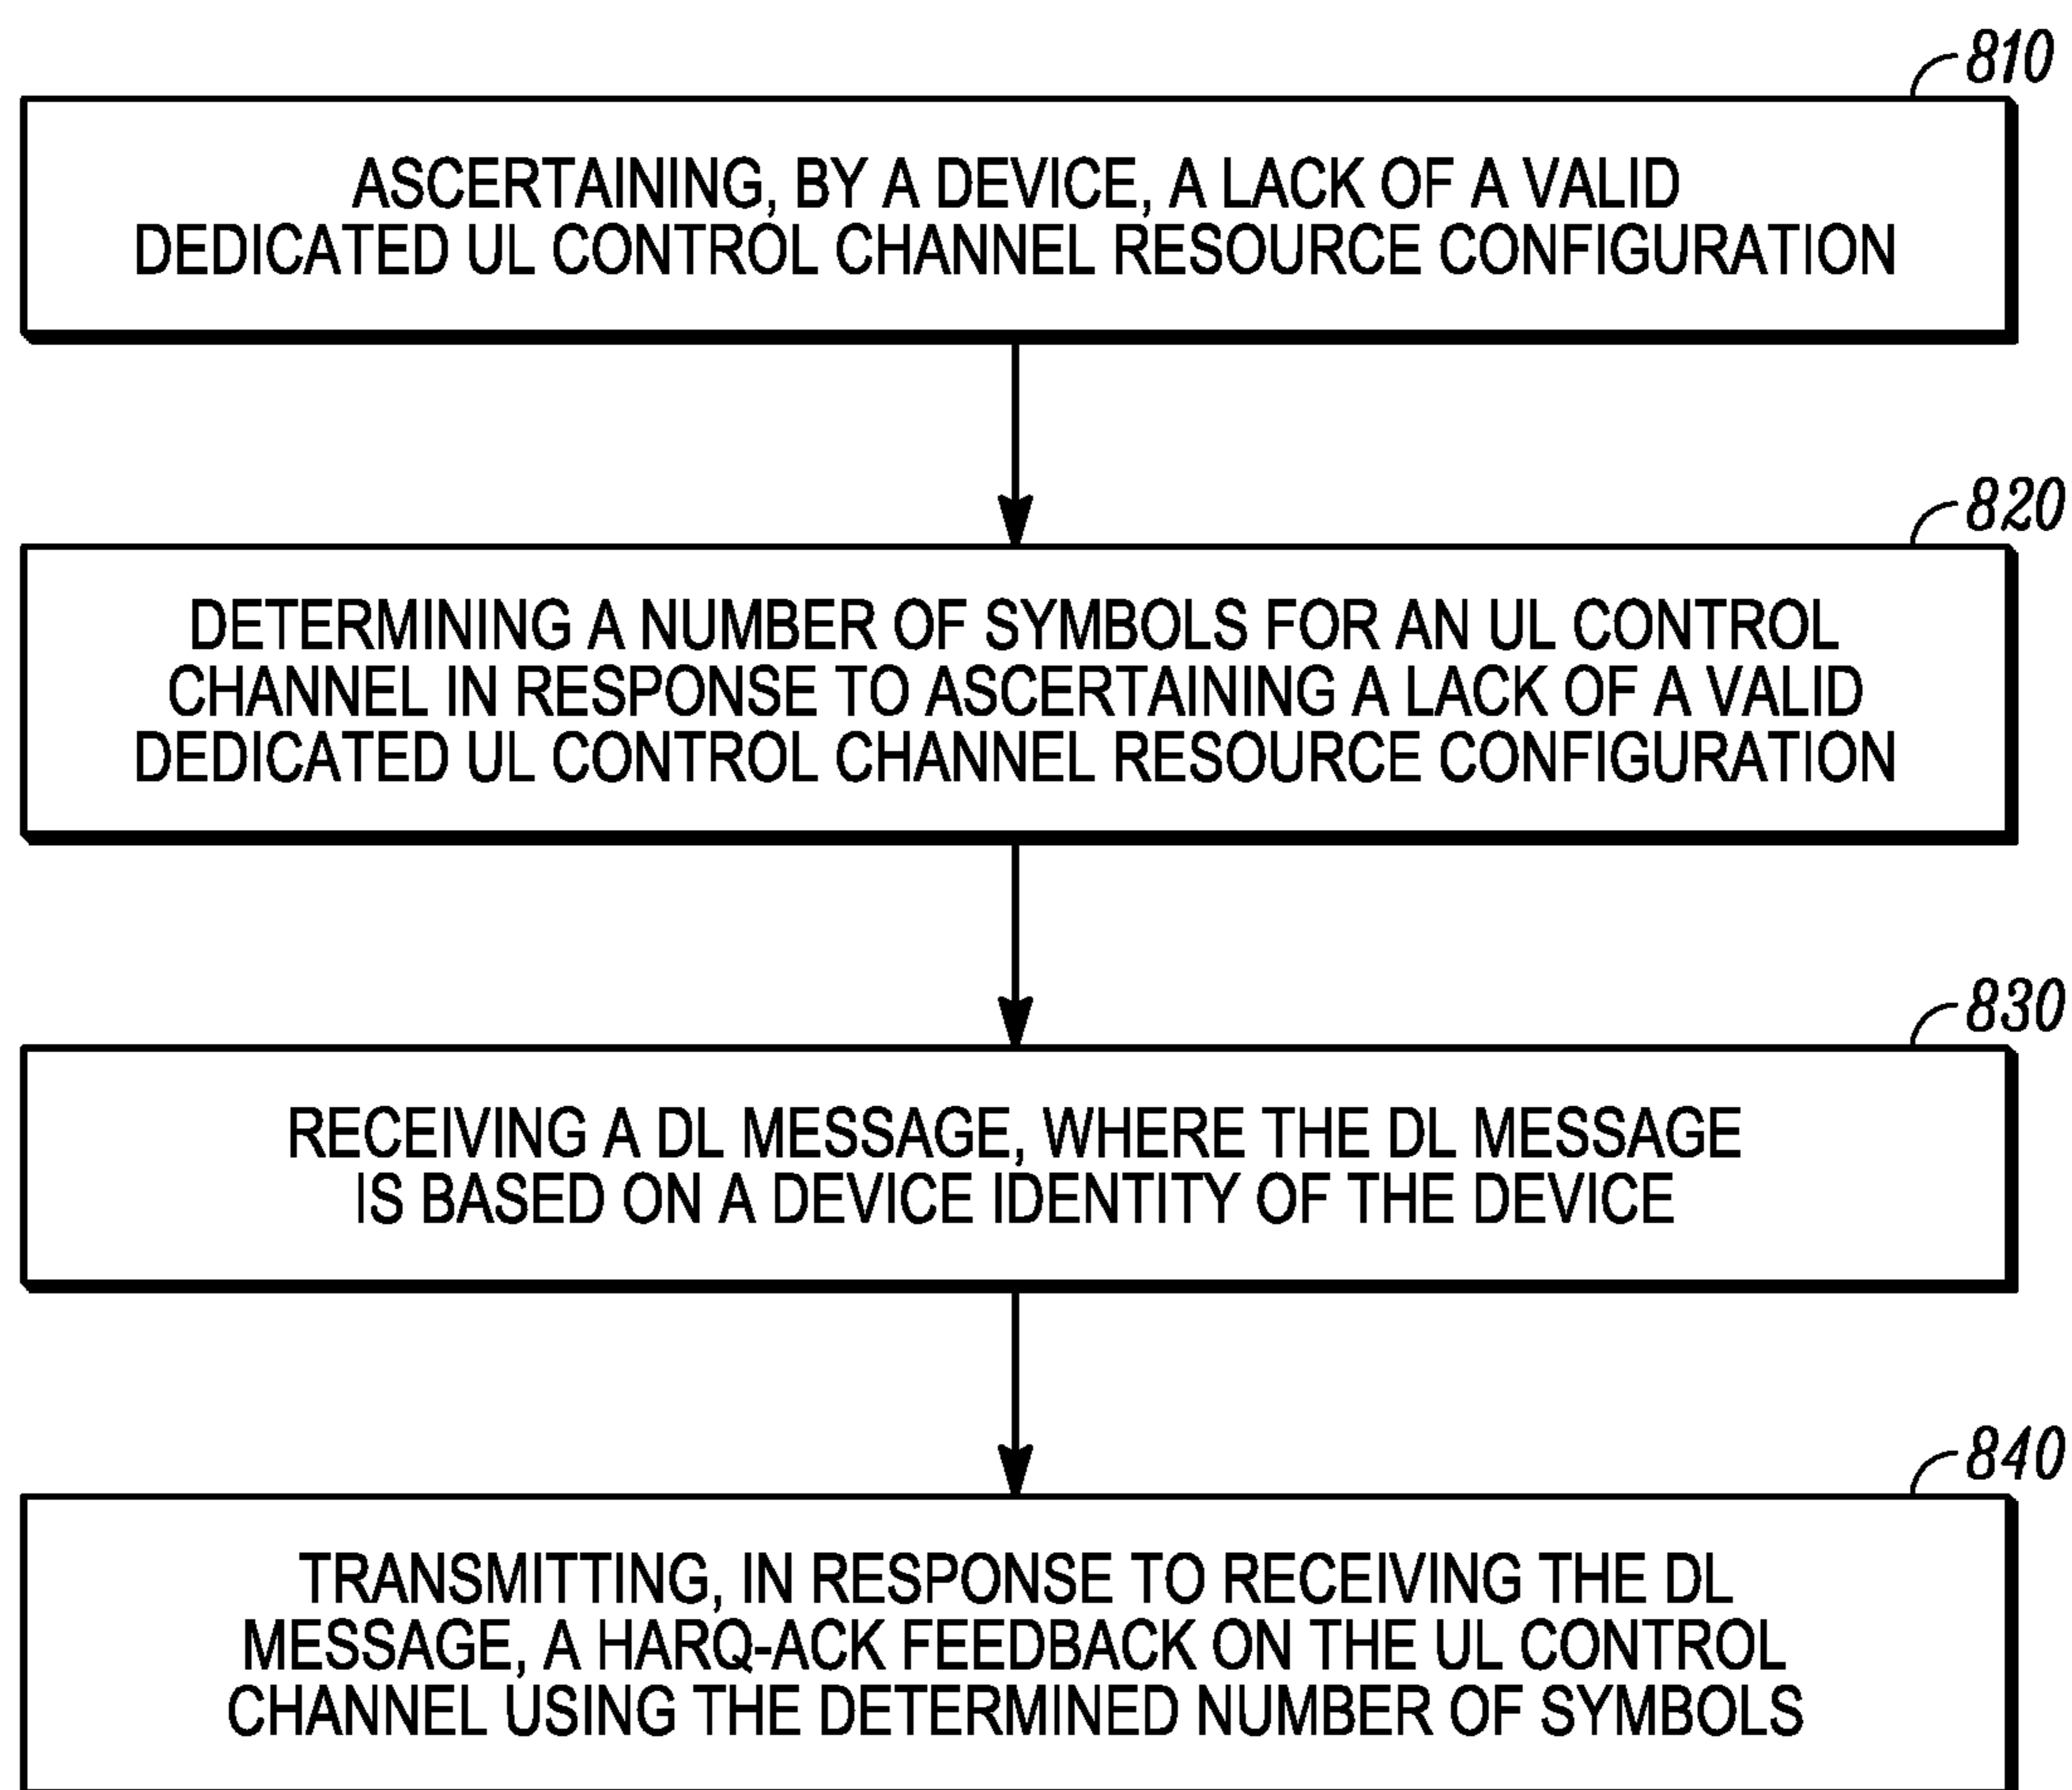 810
ASCERTAINING, BY A DEVICE, A LACK OF A VALID
DEDICATED UL CONTROL CHANNEL RESOURCE CONFIGURATION
820
DETERMINING A NUMBER OF SYMBOLS FOR AN UL CONTROL
CHANNEL IN RESPONSE TO ASCERTAINING A LACK OF A VALID
DEDICATED UL CONTROL CHANNEL RESOURCE CONFIGURATION
830
RECEIVING A DL MESSAGE, WHERE THE DL MESSAGE
IS BASED ON A DEVICE IDENTITY OF THE DEVICE
840
TRANSMITTING, IN RESPONSE TO RECEIVING THE DL
MESSAGE, A HARQ-ACK FEEDBACK ON THE UL CONTROL
CHANNEL USING THE DETERMINED NUMBER OF SYMBOLS